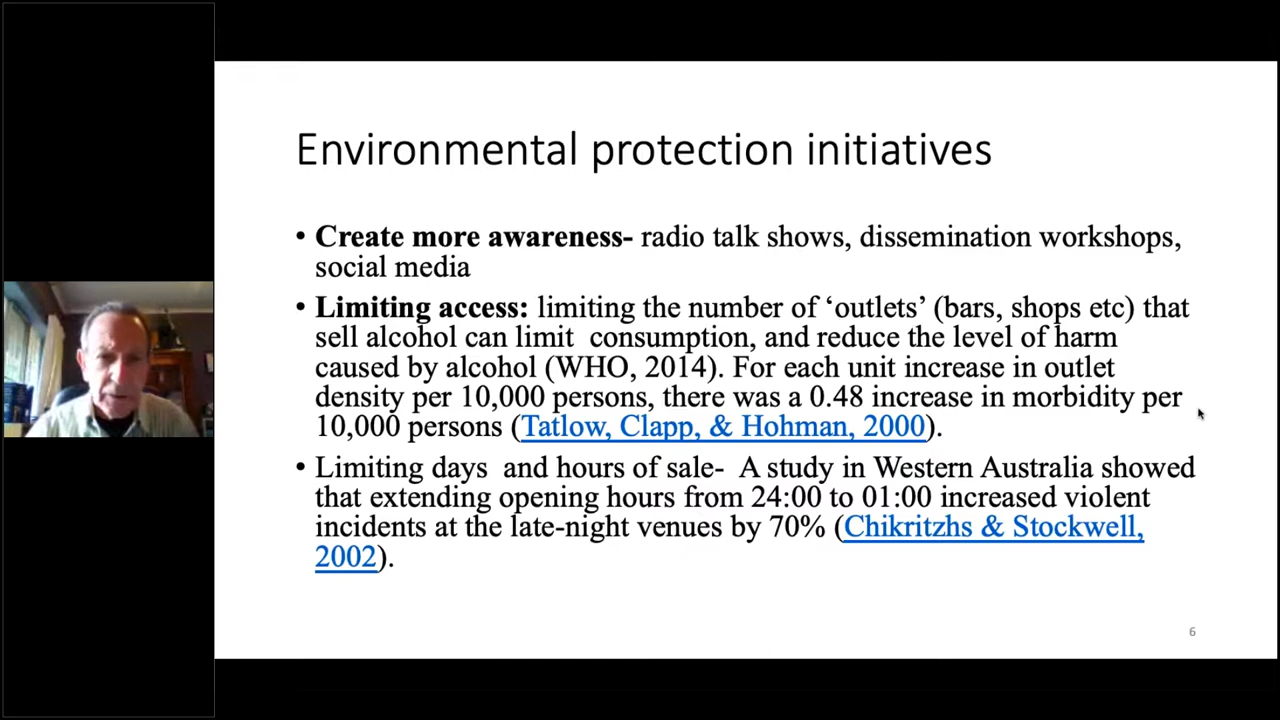 Environmental protection initiatives
• Create more awareness- radio talk shows, dissemination workshops,
social media
• Limiting access: limiting the number of ‘outlets’ (bars, shops etc) that
sell alcohol can limit  consumption, and reduce the level of harm
caused by alcohol (WHO, 2014). For each unit increase in outlet
density per 10,000 persons, there was a 0.48 increase in morbidity per
10,000 persons (Tatlow, Clapp, & Hohman, 2000).
• Limiting days  and hours of sale-  A study in Western Australia showed
that extending opening hours from 24:00 to 01:00 increased violent
incidents at the late-night venues by 70% (Chikritzhs & Stockwell,
2002).
6